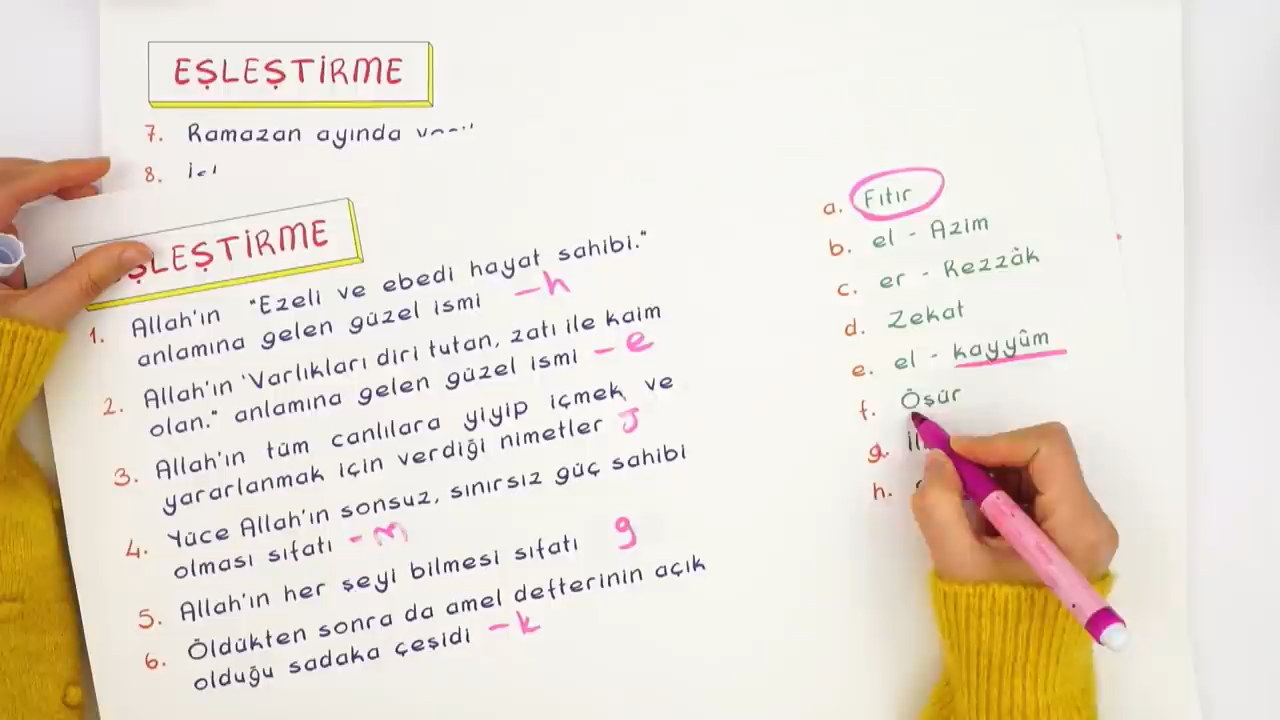 EŞLEŞTİRME
7. Ramazan ayında
8.
EŞLEŞTİRME
1. Allah'ın "Ezeli ve ebedi hayat sahibi."
anlamına gelen güzel ismi - h
2. Allah'ın 'Varlıkları diri tutan, zatı ile kaim
olan." anlamına gelen güzel ismi - e
3. Allah'ın tüm canlılara yiyip içmek ve
yararlanmak için verdiği nimetler J
4. Yüce Allah'ın sonsuz, sınırsız güç sahibi
olması sıfatı - m
5. Allah'ın her şeyi bilmesi sıfatı g
6. Öldükten sonra da amel defterinin açık
olduğu sadaka çeşidi - k
a. Fıtır
b. el - Azim
c. er - Rezzâk
d. Zekat
e. el - kayyûm
f. Öşür
g.
h.